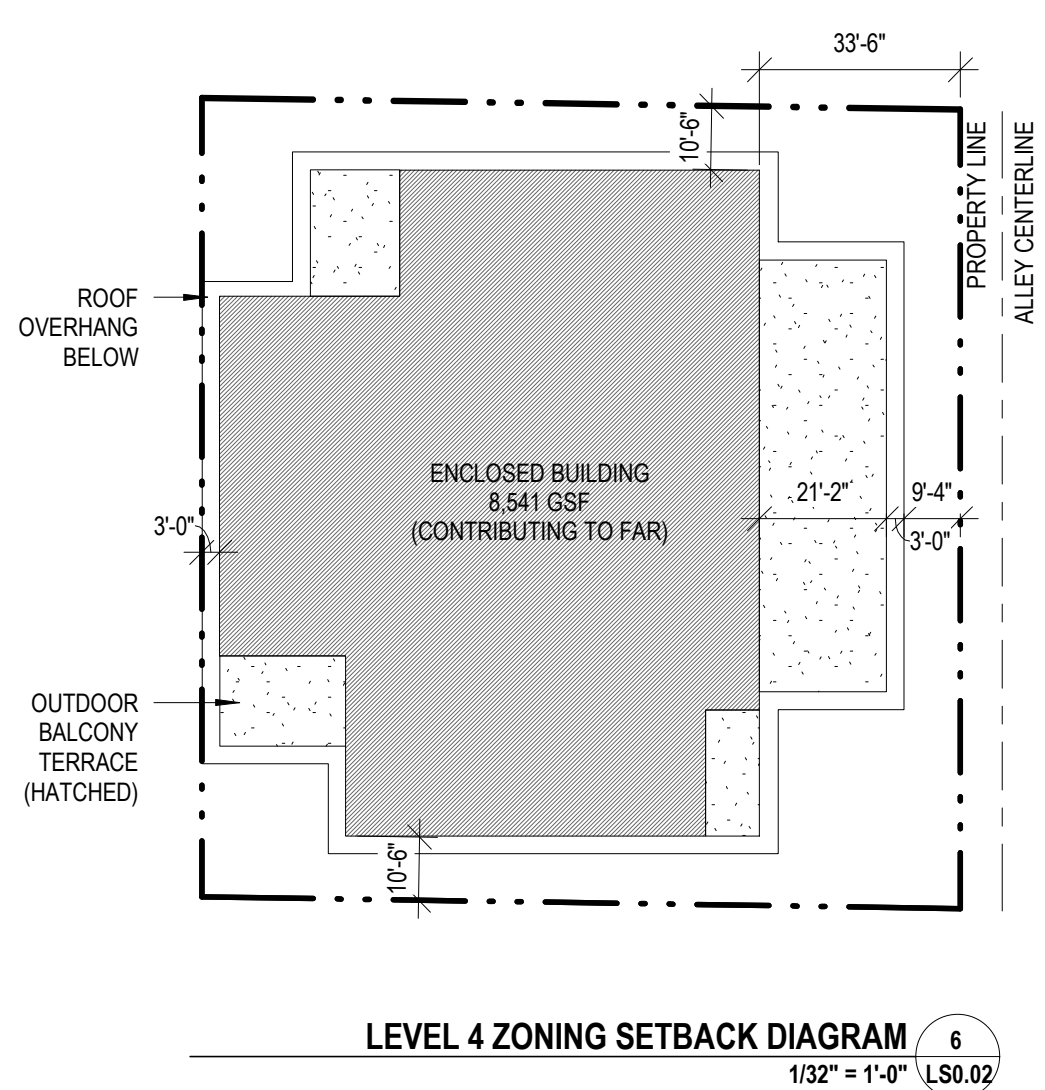 33'-6"
10'-6"
PROPERTY LINE
ALLEY CENTERLINE
ROOF
OVERHANG
BELOW
ENCLOSED BUILDING
8,541 GSF
(CONTRIBUTING TO FAR)
21'-2"
9'-4"
3'-0"
3'-0"
OUTDOOR
BALCONY
TERRACE
(HATCHED)
10'-6"
LEVEL 4 ZONING SETBACK DIAGRAM
6
1/32" = 1'-0"
LS0.02